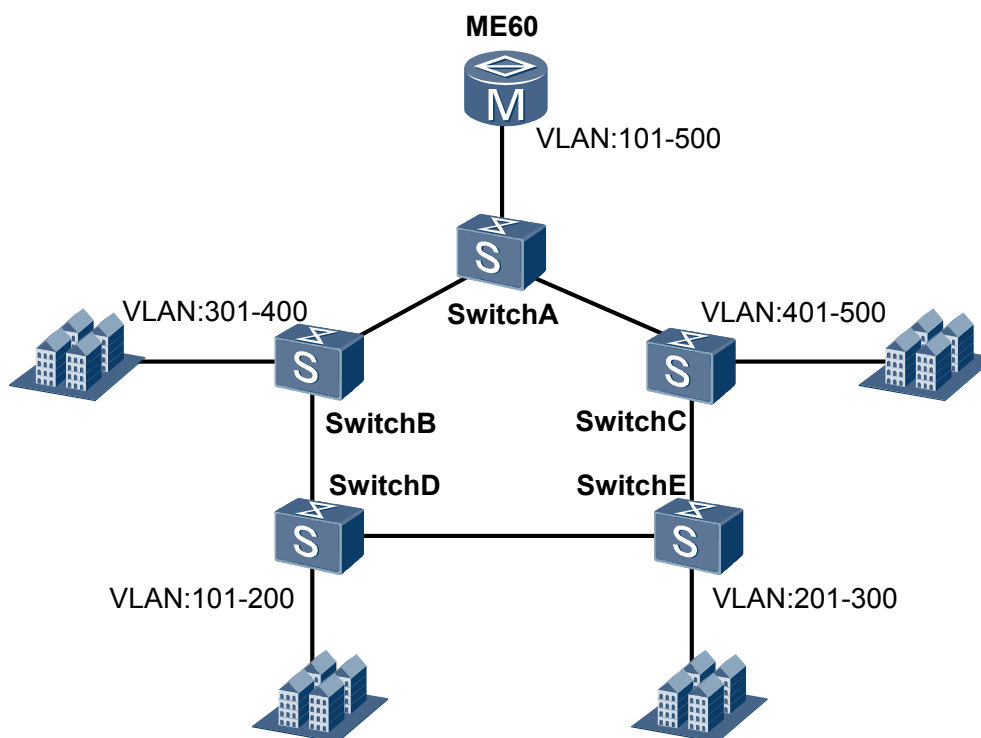 ME60
M
VLAN:101-500
S
SwitchA
VLAN:301-400
VLAN:401-500
S
S
SwitchB
SwitchC
SwitchD
SwitchE
S
S
VLAN:101-200
VLAN:201-300